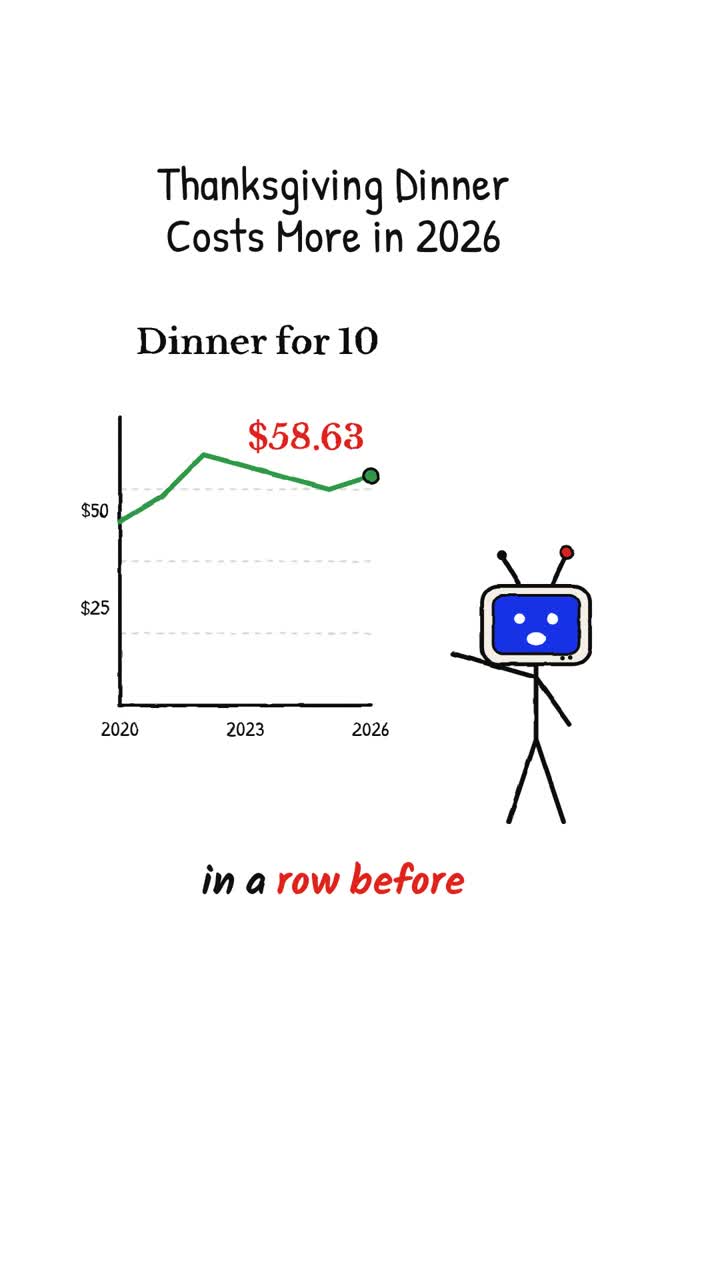 Thanksgiving Dinner
Costs More in 2026
Dinner for 10
$58.63
$50
$25
2020 2023 2026
in a row before